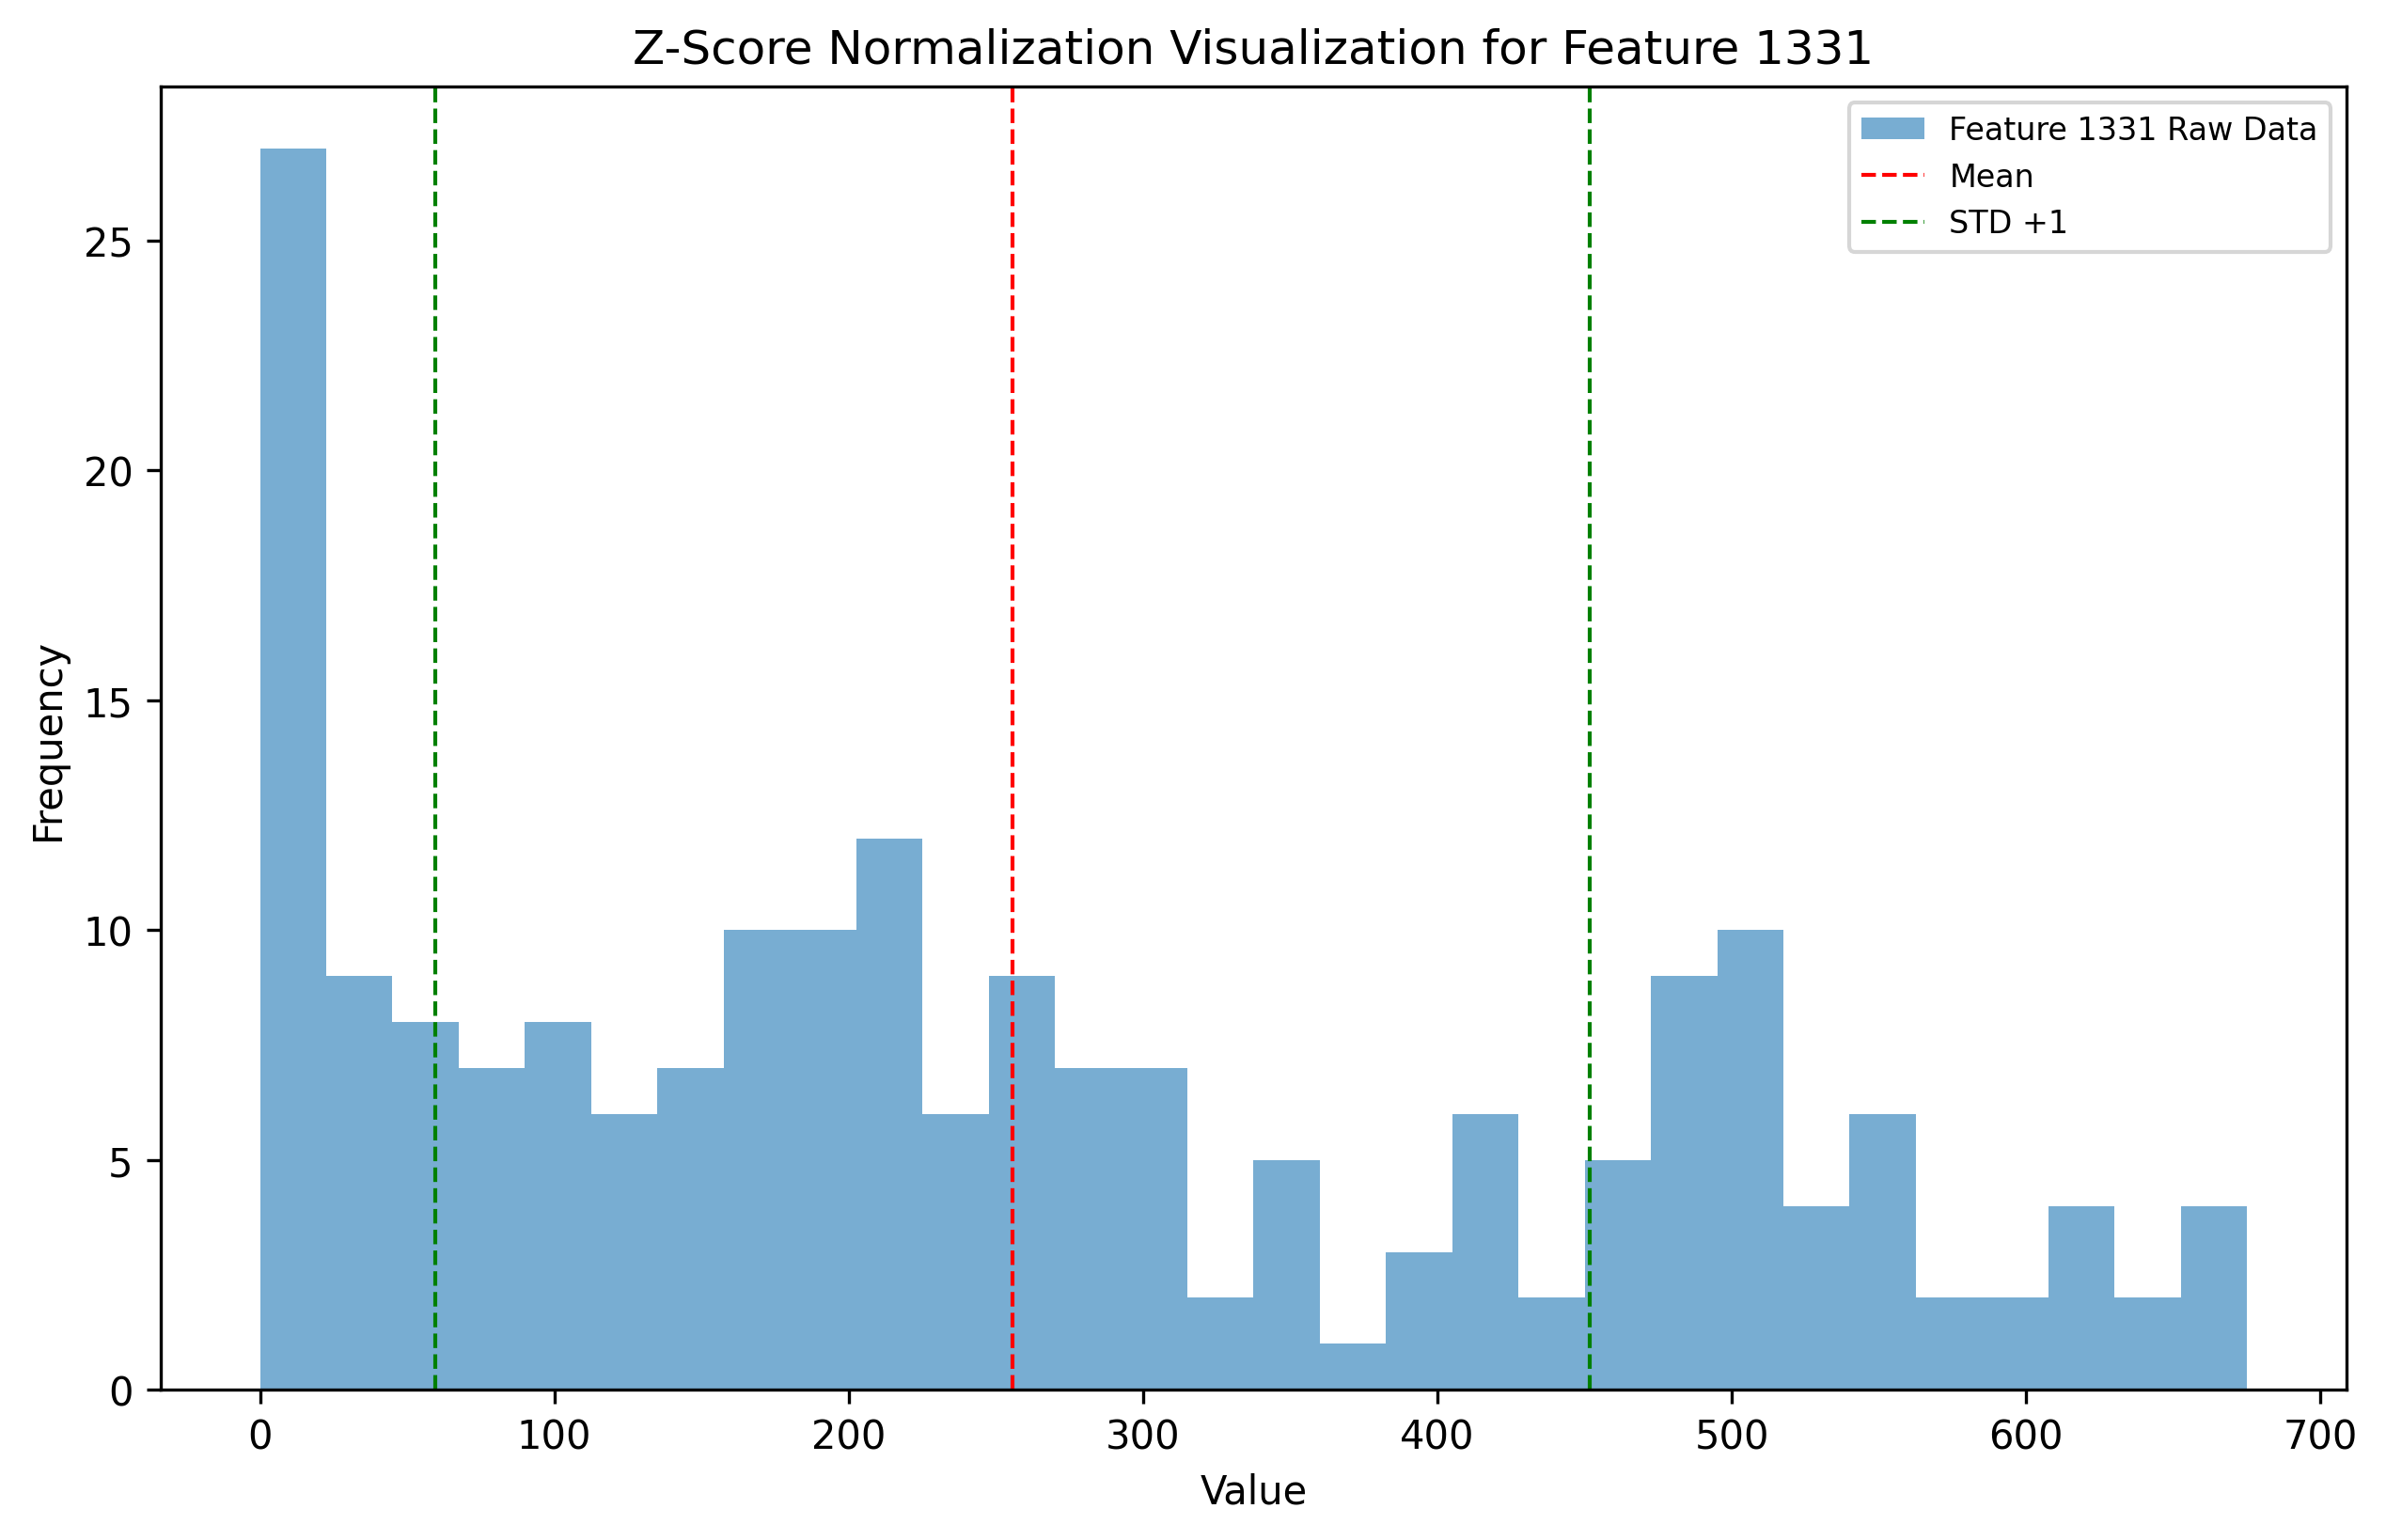 Z-Score Normalization Visualization for Feature 1331
Feature 1331 Raw Data
Mean
STD +1
25
20
15
10
5
0
Frequency
0 100 200 300 400 500 600 700
Value